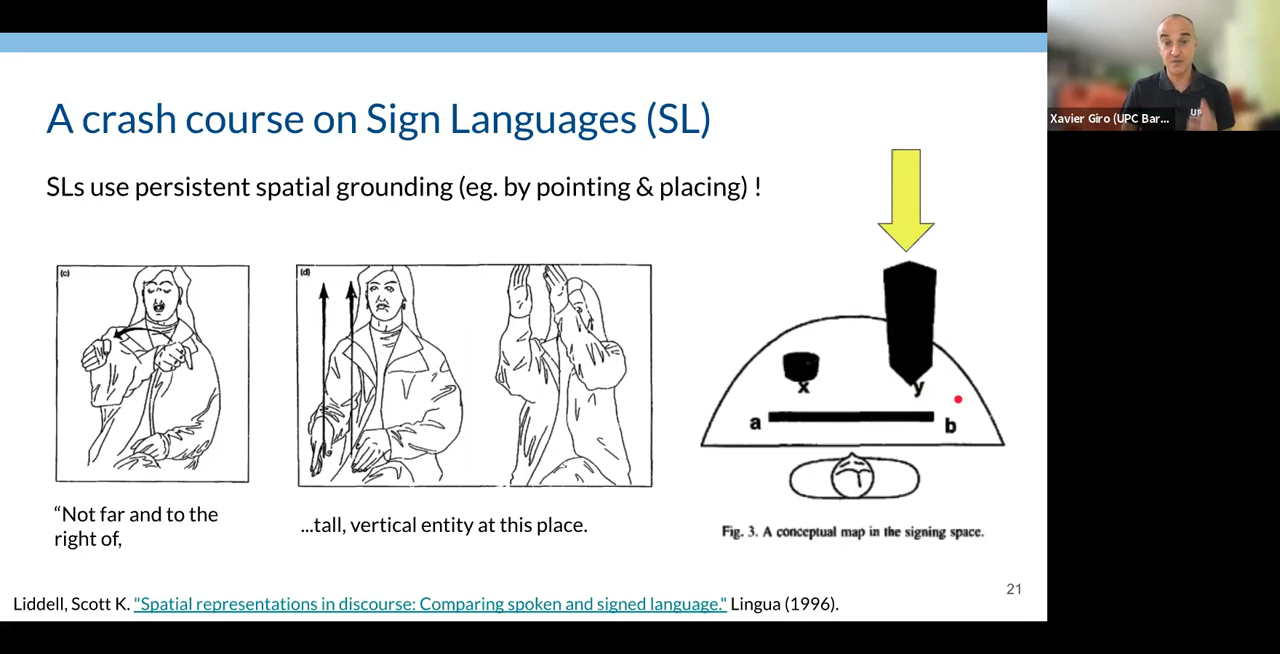 A crash course on Sign Languages (SL)
SLs use persistent spatial grounding (eg. by pointing & placing) !
Xavier Giro (UPC Bar...
UP
(c)
(d)
x
y
a
b
"Not far and to the
right of,
...tall, vertical entity at this place.
Fig. 3. A conceptual map in the signing space.
21
Liddell, Scott K. "Spatial representations in discourse: Comparing spoken and signed language." Lingua (1996).